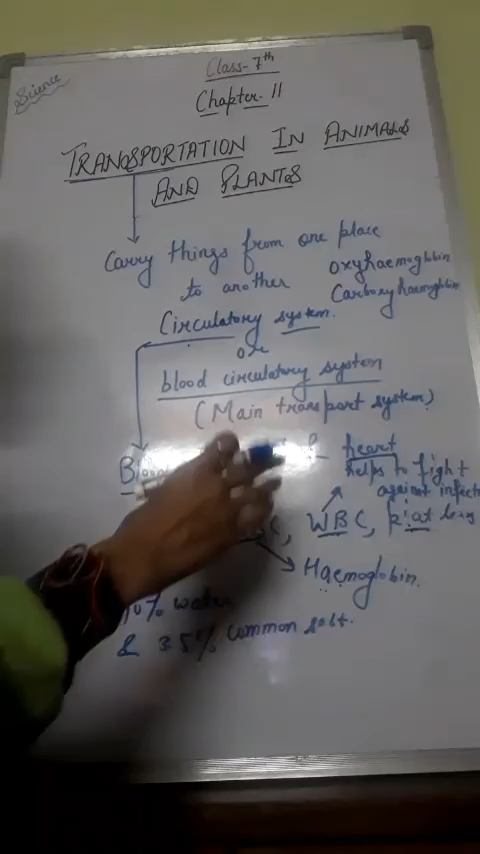 Science
Class-7th
Chapter-11
TRANSPORTATION IN ANIMALS
AND PLANTS
Carry things from one place
to another
oxyhaemoglobin
Carboxyhaemoglobin
Circulatory system.
or
blood circulatory system
(Main transport system)
& heart
helps to fight
against
WBC,
Haemoglobin.
% water
& % common salt.